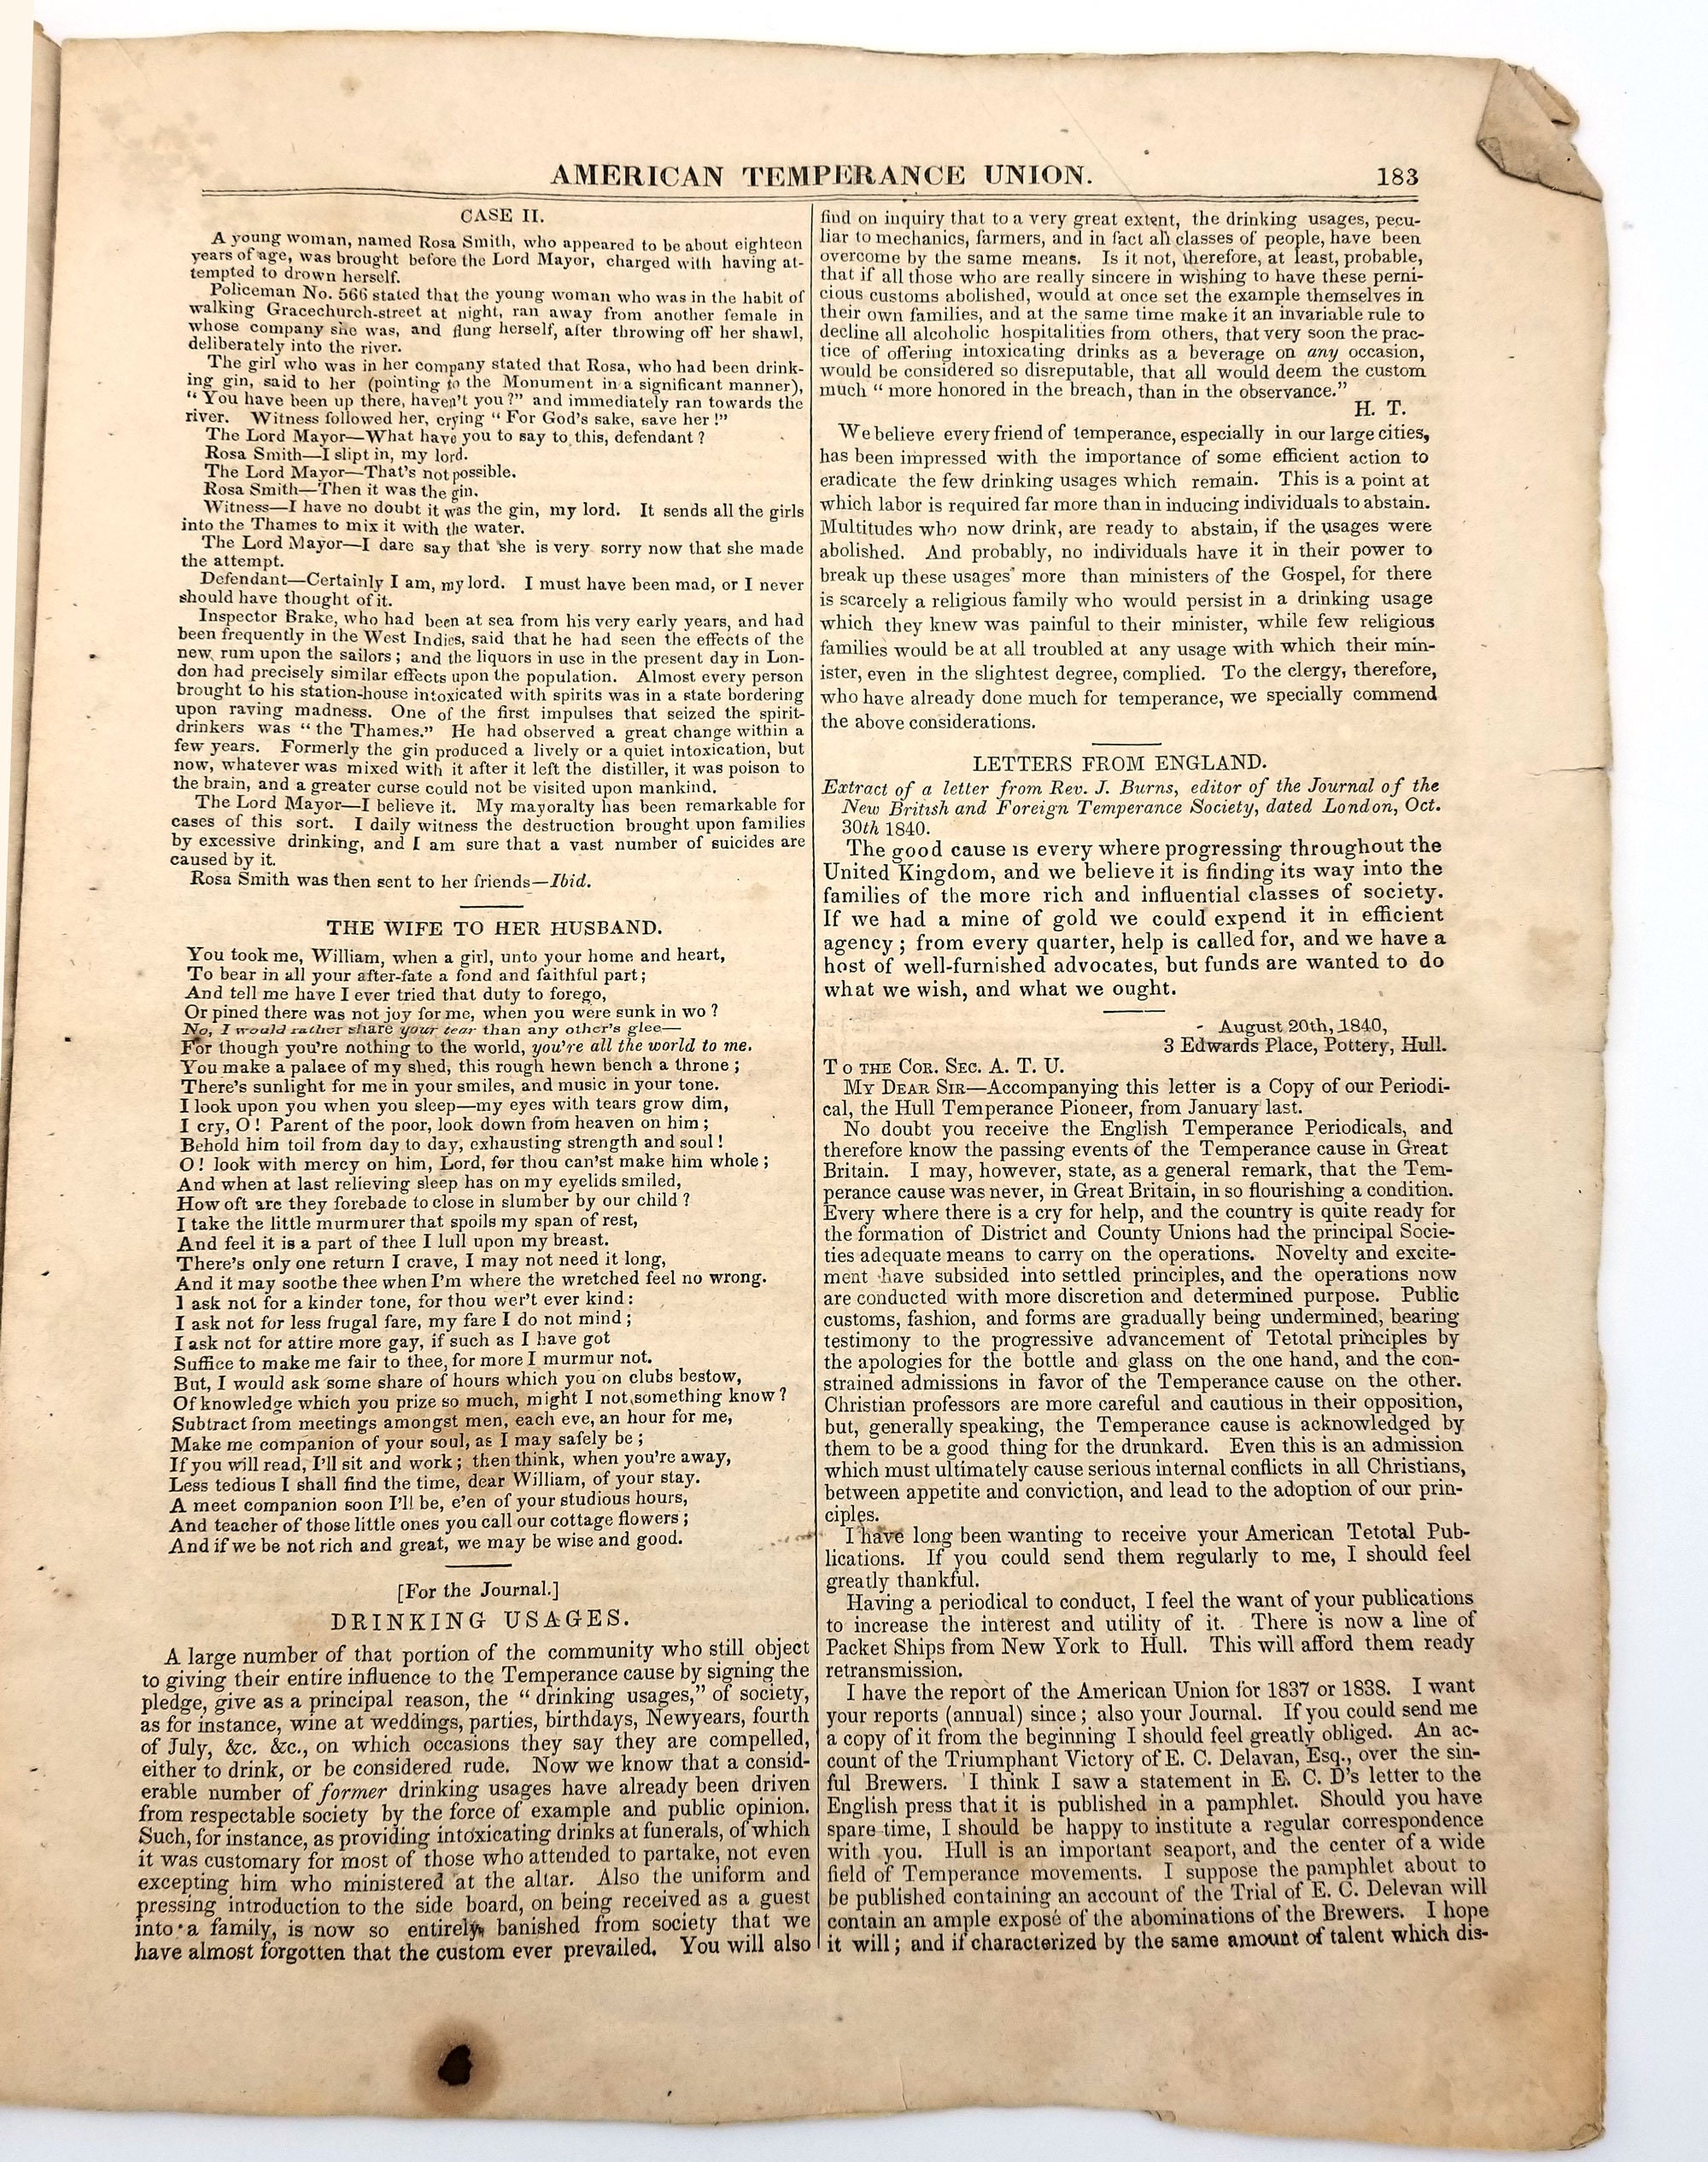 AMERICAN TEMPERANCE UNION. 183
CASE II.
A young woman, named Rosa Smith, who appeared to be about eighteen
years of age, was brought before the Lord Mayor, charged with having at-
tempted to drown herself.
Policeman No. 566 stated that the young woman who was in the habit of
walking Gracechurch-street at night, ran away from another female in
whose company she was, and flung herself, after throwing off her shawl,
deliberately into the river.
The girl who was in her company stated that Rosa, who had been drink-
ing gin, said to her (pointing to the Monument in a significant manner),
“You have been up there, haven't you?” and immediately ran towards the
river. Witness followed her, crying “For God's sake, save her!”
The Lord Mayor—What have you to say to this, defendant?
Rosa Smith—I slipt in, my lord.
The Lord Mayor—That's not possible.
Rosa Smith—Then it was the gin.
Witness—I have no doubt it was the gin, my lord. It sends all the girls
into the Thames to mix it with the water.
The Lord Mayor—I dare say that she is very sorry now that she made
the attempt.
Defendant—Certainly I am, my lord. I must have been mad, or I never
should have thought of it.
Inspector Brake, who had been at sea from his very early years, and had
been frequently in the West Indies, said that he had seen the effects of the
new rum upon the sailors; and the liquors in use in the present day in Lon-
don had precisely similar effects upon the population. Almost every person
brought to his station-house intoxicated with spirits was in a state bordering
upon raving madness. One of the first impulses that seized the spirit-
drinkers was “the Thames.” He had observed a great change within a
few years. Formerly the gin produced a lively or a quiet intoxication, but
now, whatever was mixed with it after it left the distiller, it was poison to
the brain, and a greater curse could not be visited upon mankind.
The Lord Mayor—I believe it. My mayoralty has been remarkable for
cases of this sort. I daily witness the destruction brought upon families
by excessive drinking, and I am sure that a vast number of suicides are
caused by it.
Rosa Smith was then sent to her friends—Ibid.
THE WIFE TO HER HUSBAND.
You took me, William, when a girl, unto your home and heart,
To bear in all your after-fate a fond and faithful part;
And tell me have I ever tried that duty to forego,
Or pined there was not joy for me, when you were sunk in wo?
No, I would rather share your tear than any other's glee—
For though you're nothing to the world, you're all the world to me.
You make a palace of my shed, this rough hewn bench a throne;
There's sunlight for me in your smiles, and music in your tone.
I look upon you when you sleep—my eyes with tears grow dim,
I cry, O! Parent of the poor, look down from heaven on him;
Behold him toil from day to day, exhausting strength and soul!
O! look with mercy on him, Lord, for thou can'st make him whole;
And when at last relieving sleep has on my eyelids smiled,
How oft are they forebade to close in slumber by our child?
I take the little murmurer that spoils my span of rest,
And feel it is a part of thee I lull upon my breast.
There's only one return I crave, I may not need it long,
And it may soothe thee when I'm where the wretched feel no wrong.
I ask not for a kinder tone, for thou wer't ever kind:
I ask not for less frugal fare, my fare I do not mind;
I ask not for attire more gay, if such as I have got
Suffice to make me fair to thee, for more I murmur not.
But, I would ask some share of hours which you on clubs bestow,
Of knowledge which you prize so much, might I not something know?
Subtract from meetings amongst men, each eve, an hour for me,
Make me companion of your soul, as I may safely be;
If you will read, I'll sit and work; then think, when you're away,
Less tedious I shall find the time, dear William, of your stay.
A meet companion soon I'll be, e'en of your studious hours,
And teacher of those little ones you call our cottage flowers;
And if we be not rich and great, we may be wise and good.
[For the Journal.]
DRINKING USAGES.
A large number of that portion of the community who still object
to giving their entire influence to the Temperance cause by signing the
pledge, give as a principal reason, the “drinking usages,” of society,
as for instance, wine at weddings, parties, birthdays, Newyears, fourth
of July, &c. &c., on which occasions they say they are compelled,
either to drink, or be considered rude. Now we know that a consid-
erable number of former drinking usages have already been driven
from respectable society by the force of example and public opinion.
Such, for instance, as providing intoxicating drinks at funerals, of which
it was customary for most of those who attended to partake, not even
excepting him who ministered at the altar. Also the uniform and
pressing introduction to the side board, on being received as a guest
into a family, is now so entirely banished from society that we
have almost forgotten that the custom ever prevailed. You will also
find on inquiry that to a very great extent, the drinking usages, pecu-
liar to mechanics, farmers, and in fact all classes of people, have been
overcome by the same means. Is it not, therefore, at least, probable,
that if all those who are really sincere in wishing to have these perni-
cious customs abolished, would at once set the example themselves in
their own families, and at the same time make it an invariable rule to
decline all alcoholic hospitalities from others, that very soon the prac-
tice of offering intoxicating drinks as a beverage on any occasion,
would be considered so disreputable, that all would deem the custom
much “more honored in the breach, than in the observance.”
H. T.
We believe every friend of temperance, especially in our large cities,
has been impressed with the importance of some efficient action to
eradicate the few drinking usages which remain. This is a point at
which labor is required far more than in inducing individuals to abstain.
Multitudes who now drink, are ready to abstain, if the usages were
abolished. And probably, no individuals have it in their power to
break up these usages more than ministers of the Gospel, for there
is scarcely a religious family who would persist in a drinking usage
which they knew was painful to their minister, while few religious
families would be at all troubled at any usage with which their min-
ister, even in the slightest degree, complied. To the clergy, therefore,
who have already done much for temperance, we specially commend
the above considerations.
LETTERS FROM ENGLAND.
Extract of a letter from Rev. J. Burns, editor of the Journal of the
New British and Foreign Temperance Society, dated London, Oct.
30th 1840.
The good cause is every where progressing throughout the
United Kingdom, and we believe it is finding its way into the
families of the more rich and influential classes of society.
If we had a mine of gold we could expend it in efficient
agency; from every quarter, help is called for, and we have a
host of well-furnished advocates, but funds are wanted to do
what we wish, and what we ought.
August 20th, 1840,
3 Edwards Place, Pottery, Hull.
To THE COR. SEC. A. T. U.
MY DEAR SIR—Accompanying this letter is a Copy of our Periodi-
cal, the Hull Temperance Pioneer, from January last.
No doubt you receive the English Temperance Periodicals, and
therefore know the passing events of the Temperance cause in Great
Britain. I may, however, state, as a general remark, that the Tem-
perance cause was never, in Great Britain, in so flourishing a condition.
Every where there is a cry for help, and the country is quite ready for
the formation of District and County Unions had the principal Socie-
ties adequate means to carry on the operations. Novelty and excite-
ment have subsided into settled principles, and the operations now
are conducted with more discretion and determined purpose. Public
customs, fashion, and forms are gradually being undermined, bearing
testimony to the progressive advancement of Tetotal principles by
the apologies for the bottle and glass on the one hand, and the con-
strained admissions in favor of the Temperance cause on the other.
Christian professors are more careful and cautious in their opposition,
but, generally speaking, the Temperance cause is acknowledged by
them to be a good thing for the drunkard. Even this is an admission
which must ultimately cause serious internal conflicts in all Christians,
between appetite and conviction, and lead to the adoption of our prin-
ciples.
I have long been wanting to receive your American Tetotal Pub-
lications. If you could send them regularly to me, I should feel
greatly thankful.
Having a periodical to conduct, I feel the want of your publications
to increase the interest and utility of it. There is now a line of
Packet Ships from New York to Hull. This will afford them ready
retransmission.
I have the report of the American Union for 1837 or 1838. I want
your reports (annual) since; also your Journal. If you could send me
a copy of it from the beginning I should feel greatly obliged. An ac-
count of the Triumphant Victory of E. C. Delavan, Esq., over the sin-
ful Brewers. I think I saw a statement in E. C. D's letter to the
English press that it is published in a pamphlet. Should you have
spare time, I should be happy to institute a regular correspondence
with you. Hull is an important seaport, and the center of a wide
field of Temperance movements. I suppose the pamphlet about to
be published containing an account of the Trial of E. C. Delevan will
contain an ample exposé of the abominations of the Brewers. I hope
it will; and if characterized by the same amount of talent which dis-